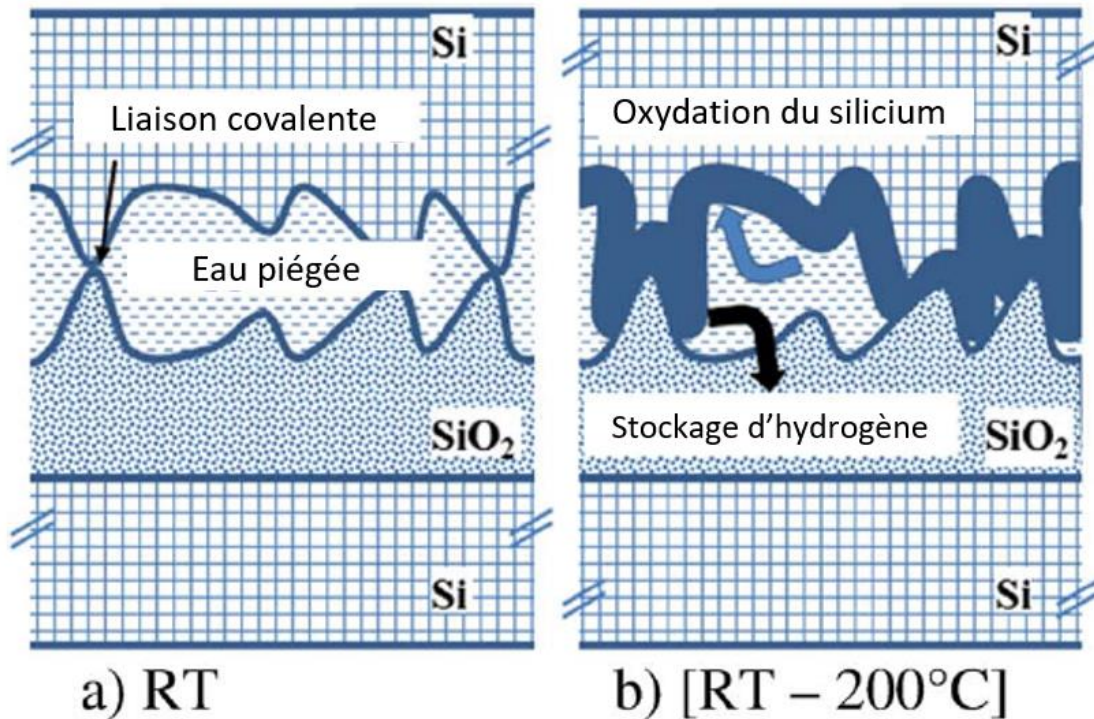 Si
Liaison covalente
Eau piégée
SiO₂
Si
a) RT
Si
Oxydation du silicium
Stockage d'hydrogène
SiO₂
Si
b) [RT – 200°C]